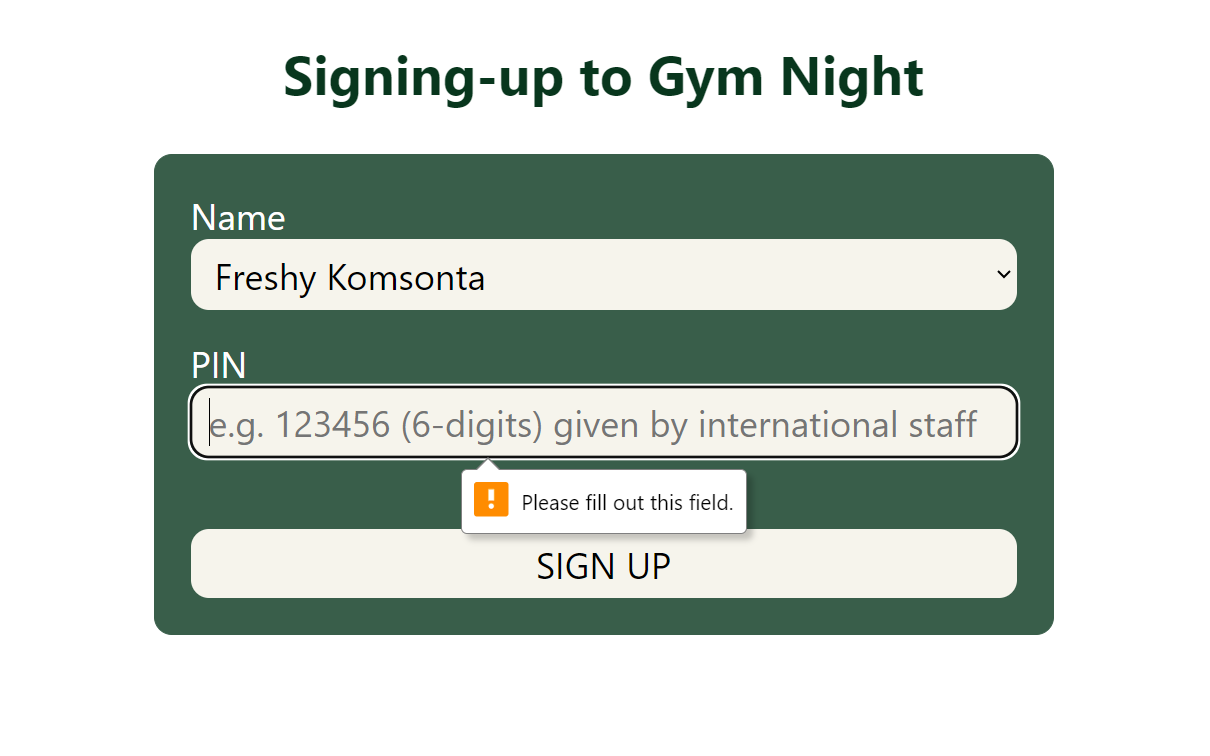 Signing-up to Gym Night
Name
Freshy Komsonta
PIN
e.g. 123456 (6-digits) given by international staff
Please fill out this field.
SIGN UP